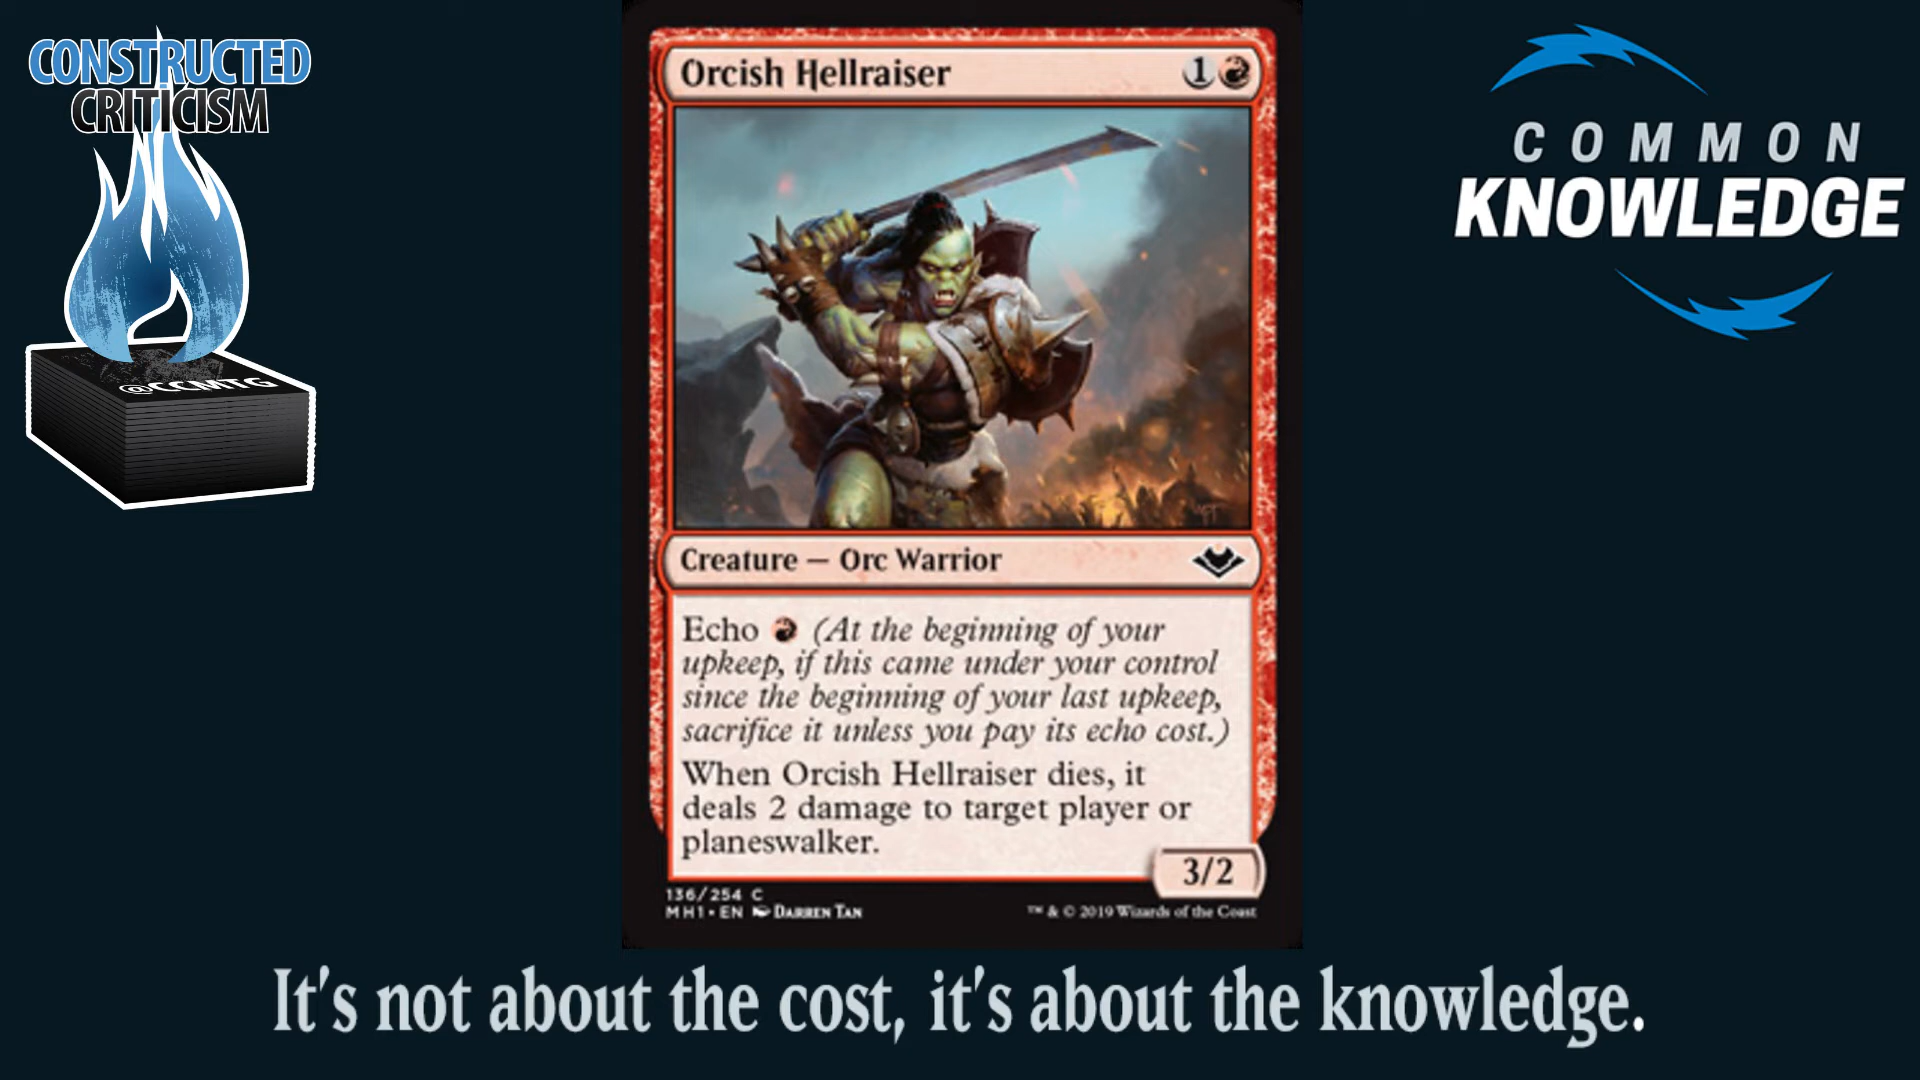 CONSTRUCTED
CRITICISM
@CCMTG
Orcish Hellraiser
1
COMMON
KNOWLEDGE
Creature — Orc Warrior
Echo (At the beginning of your
upkeep, if this came under your control
since the beginning of your last upkeep,
sacrifice it unless you pay its echo cost.)
When Orcish Hellraiser dies, it
deals 2 damage to target player or
planeswalker.
3/2
136/254 C
MH1 • EN DARREN TAN
™ & © 2019 Wizards of the Coast
It's not about the cost, it's about the knowledge.